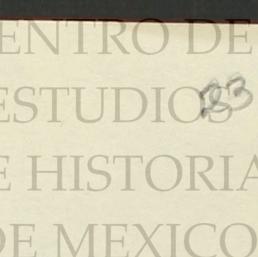 ENTRO DE
ESTUDIOS
E HISTORIA
DE MEXICO